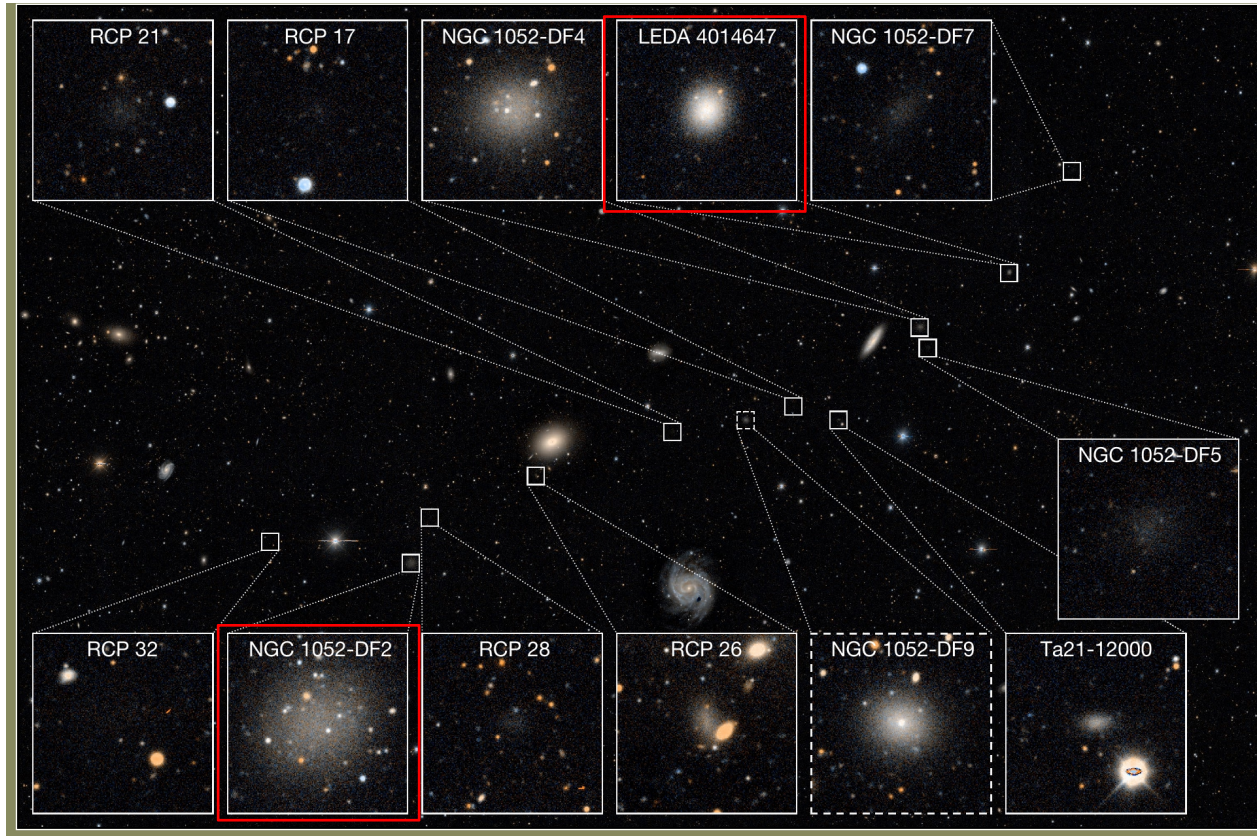 RCP 21
RCP 17
NGC 1052-DF4
LEDA 4014647
NGC 1052-DF7
NGC 1052-DF5
RCP 32
NGC 1052-DF2
RCP 28
RCP 26
NGC 1052-DF9
Ta21-12000